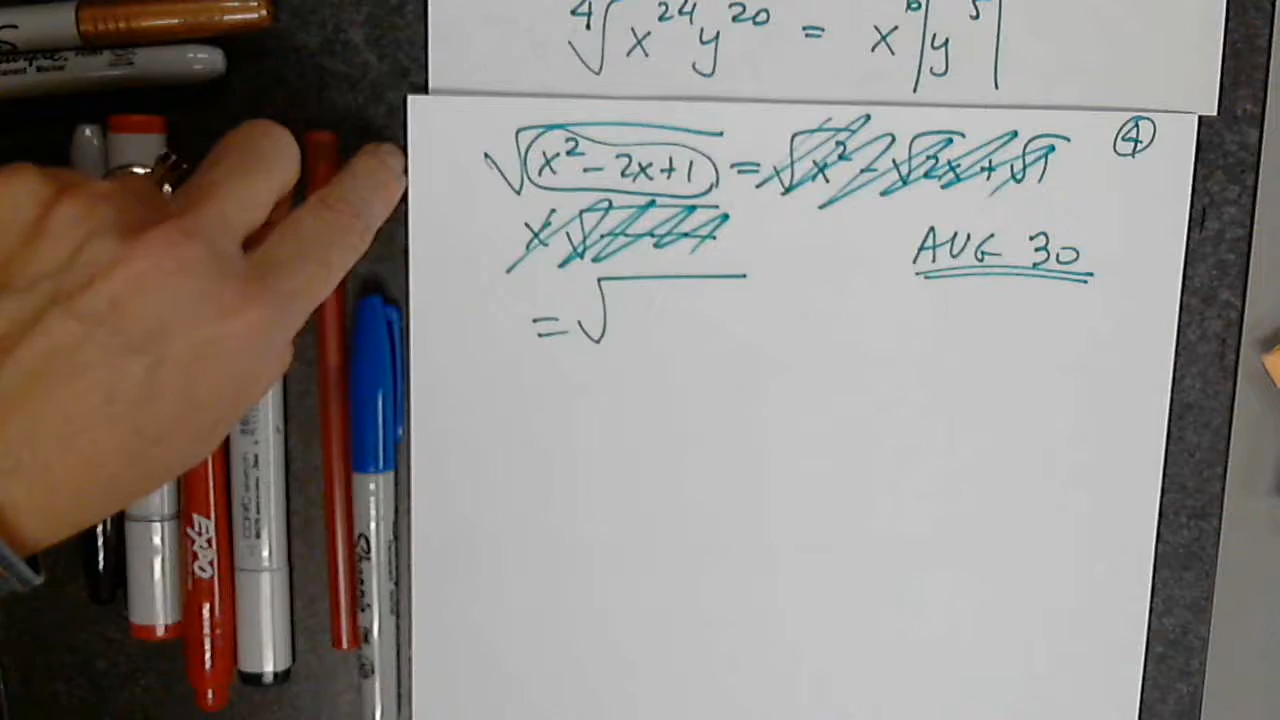 ⁴√x²⁴y²⁰ = x⁶|y⁵|
④
√(x² - 2x + 1) = √x² - √2x + √1
x√
AUG 30
= √
EXPO